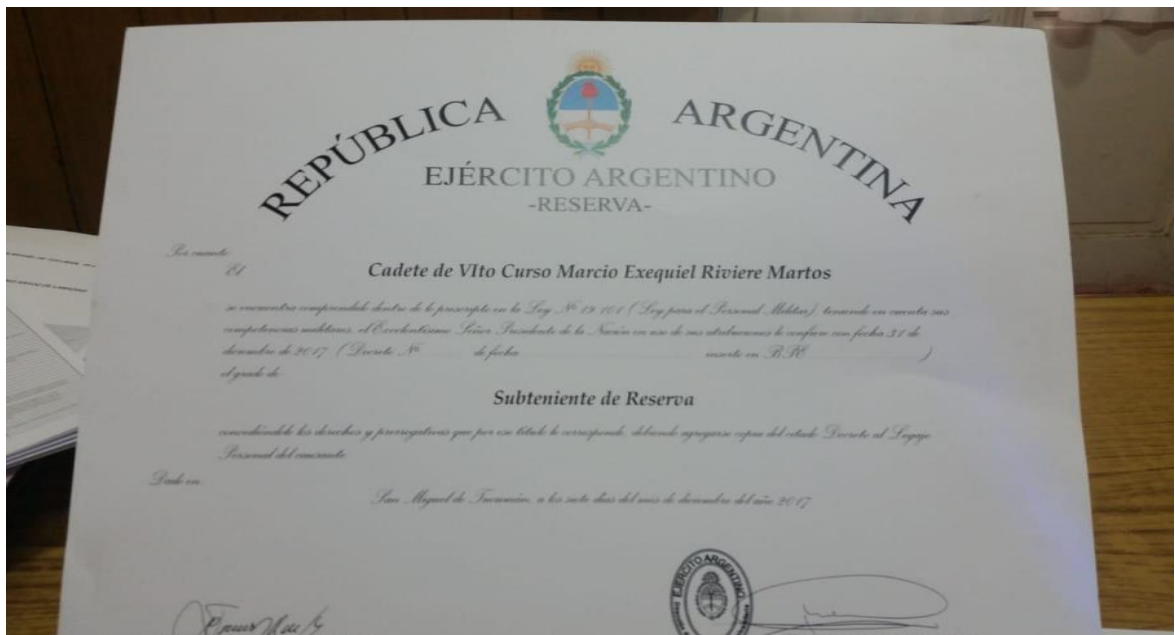 REPÚBLICA ARGENTINA
EJÉRCITO ARGENTINO
-RESERVA-
Por cuanto:
El
Cadete de VIto Curso Marcio Exequiel Riviere Martos
se encuentra comprendido dentro de lo prescripto en la Ley Nº 19.101 (Ley para el Personal Militar), teniendo en cuenta sus
competencias militares, el Excelentísimo Señor Presidente de la Nación en uso de sus atribuciones le confiere con fecha 31 de
diciembre de 2017 (Decreto Nº de fecha inserto en B.P.E. )
el grado de
Subteniente de Reserva
concediéndole los derechos y prerrogativas que por ese título le corresponde, debiendo agregarse copia del citado Decreto al Legajo
Personal del causante.
Dado en:
San Miguel de Tucumán, a los siete días del mes de diciembre del año 2017
EJÉRCITO ARGENTINO